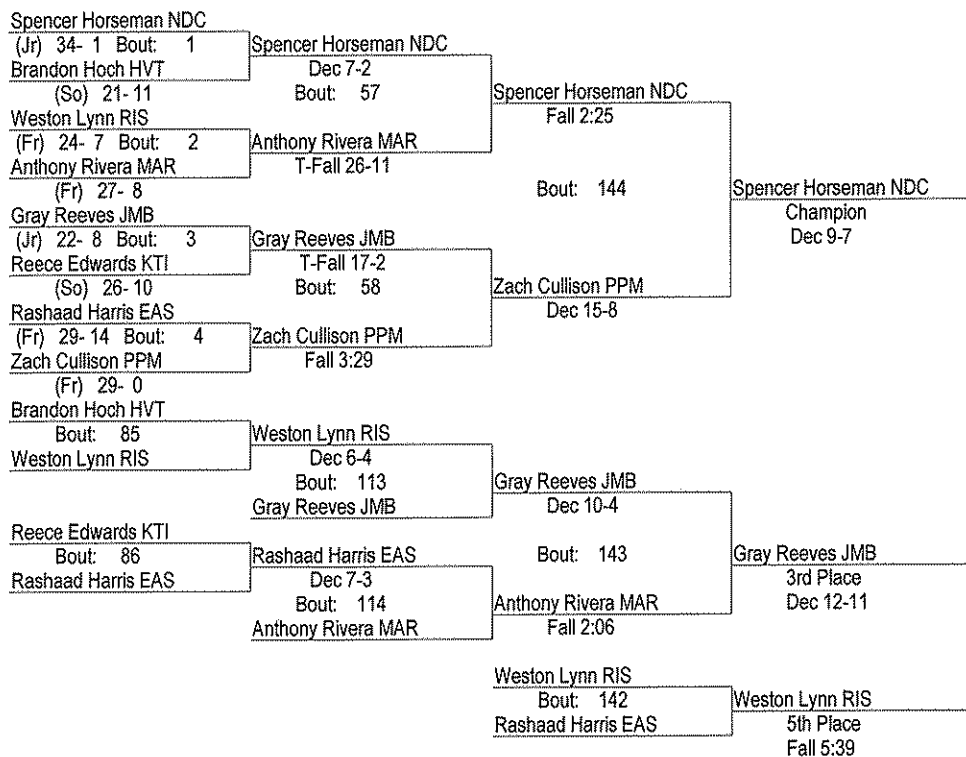 Spencer Horseman NDC
(Jr) 34- 1 Bout: 1
Brandon Hoch HVT
(So) 21- 11
Weston Lynn RIS
(Fr) 24- 7 Bout: 2
Anthony Rivera MAR
(Fr) 27- 8
Gray Reeves JMB
(Jr) 22- 8 Bout: 3
Reece Edwards KTI
(So) 26- 10
Rashaad Harris EAS
(Fr) 29- 14 Bout: 4
Zach Cullison PPM
(Fr) 29- 0
Spencer Horseman NDC
Dec 7-2
Bout: 57
Anthony Rivera MAR
T-Fall 26-11
Gray Reeves JMB
T-Fall 17-2
Bout: 58
Zach Cullison PPM
Fall 3:29
Spencer Horseman NDC
Fall 2:25
Bout: 144
Zach Cullison PPM
Dec 15-8
Spencer Horseman NDC
Champion
Dec 9-7
Brandon Hoch HVT
Bout: 85
Weston Lynn RIS
Reece Edwards KTI
Bout: 86
Rashaad Harris EAS
Weston Lynn RIS
Dec 6-4
Bout: 113
Gray Reeves JMB
Rashaad Harris EAS
Dec 7-3
Bout: 114
Anthony Rivera MAR
Gray Reeves JMB
Dec 10-4
Bout: 143
Anthony Rivera MAR
Fall 2:06
Gray Reeves JMB
3rd Place
Dec 12-11
Weston Lynn RIS
Bout: 142
Rashaad Harris EAS
Weston Lynn RIS
5th Place
Fall 5:39